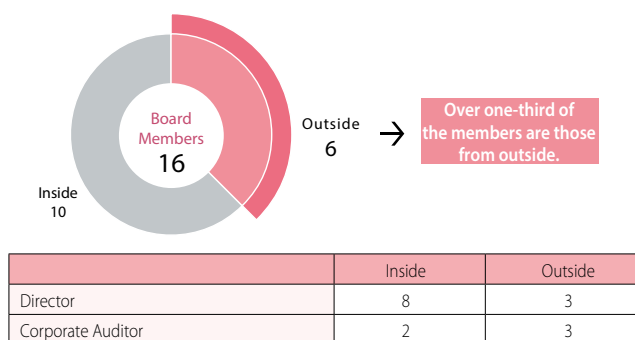 Board
Members
16
Outside
6
→
Over one-third of
the members are those
from outside.
Inside
10
Inside Outside
Director 8 3
Corporate Auditor 2 3